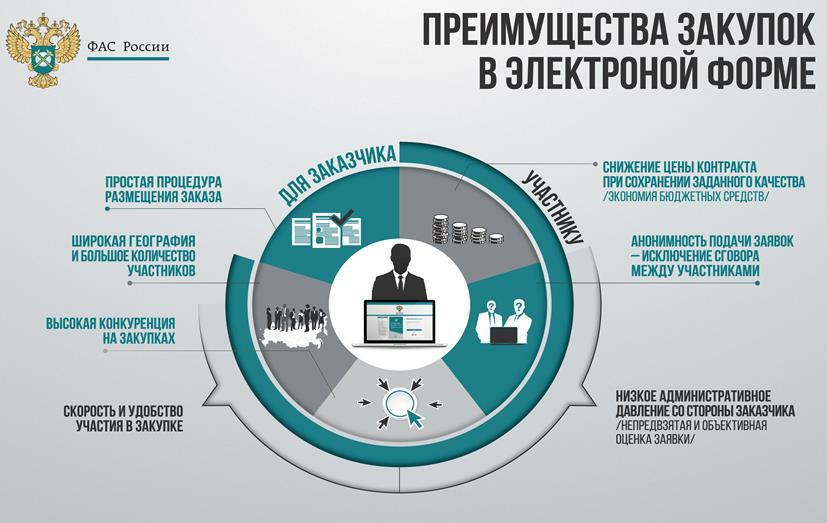 ФАС России
ПРЕИМУЩЕСТВА ЗАКУПОК
В ЭЛЕКТРОНОЙ ФОРМЕ
ДЛЯ ЗАКАЗЧИКА
УЧАСТНИКУ
ПРОСТАЯ ПРОЦЕДУРА
РАЗМЕЩЕНИЯ ЗАКАЗА
ШИРОКАЯ ГЕОГРАФИЯ
И БОЛЬШОЕ КОЛИЧЕСТВО
УЧАСТНИКОВ
ВЫСОКАЯ КОНКУРЕНЦИЯ
НА ЗАКУПКАХ
СКОРОСТЬ И УДОБСТВО
УЧАСТИЯ В ЗАКУПКЕ
СНИЖЕНИЕ ЦЕНЫ КОНТРАКТА
ПРИ СОХРАНЕНИИ ЗАДАННОГО КАЧЕСТВА
/ЭКОНОМИЯ БЮДЖЕТНЫХ СРЕДСТВ/
АНОНИМНОСТЬ ПОДАЧИ ЗАЯВОК
– ИСКЛЮЧЕНИЕ СГОВОРА
МЕЖДУ УЧАСТНИКАМИ
НИЗКОЕ АДМИНИСТРАТИВНОЕ
ДАВЛЕНИЕ СО СТОРОНЫ ЗАКАЗЧИКА
/НЕПРЕДВЗЯТАЯ И ОБЪЕКТИВНАЯ
ОЦЕНКА ЗАЯВКИ/
? ?